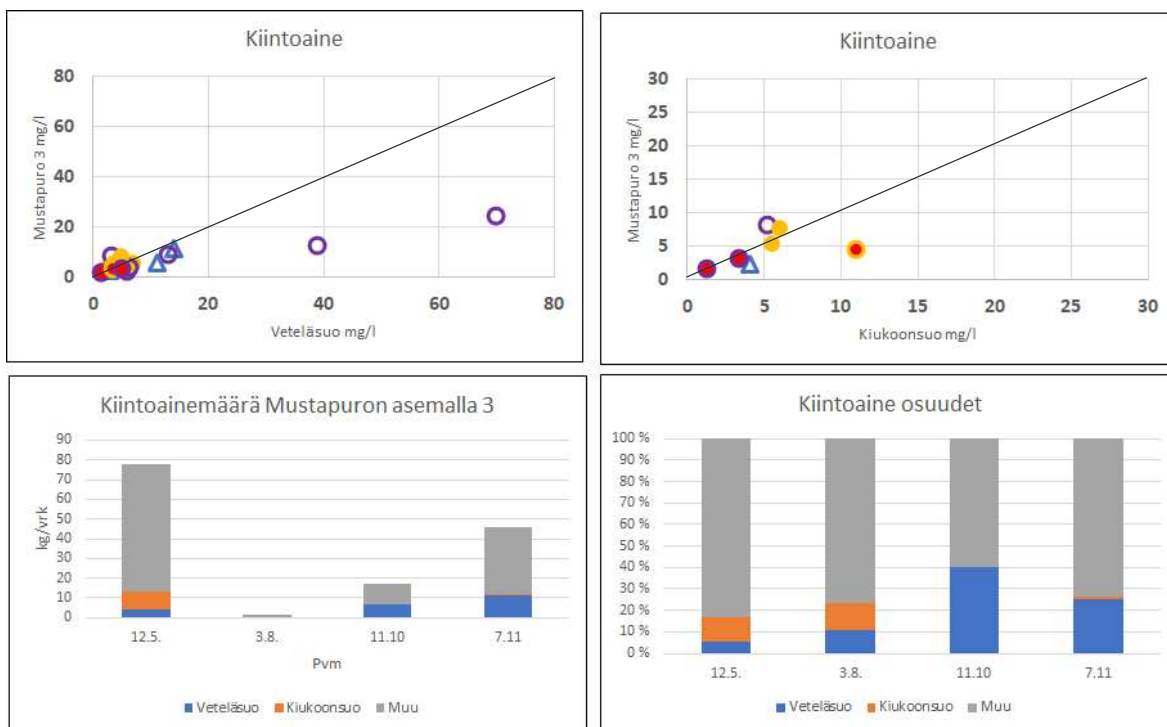 Kiintoaine
80
60
40
20
0
Mustapuro 3 mg/l
0 20 40 60 80
Veteläsuo mg/l
Kiintoaine
30
25
20
15
10
5
0
Mustapuro 3 mg/l
0 5 10 15 20 25 30
Kiukoonsuo mg/l
Kiintoainemäärä Mustapuron asemalla 3
90
80
70
60
50
40
30
20
10
0
kg/vrk
12.5. 3.8. 11.10 7.11
Pvm
Veteläsuo Kiukoonsuo Muu
Kiintoaine osuudet
100 %
90 %
80 %
70 %
60 %
50 %
40 %
30 %
20 %
10 %
0 %
12.5. 3.8. 11.10 7.11
Veteläsuo Kiukoonsuo Muu